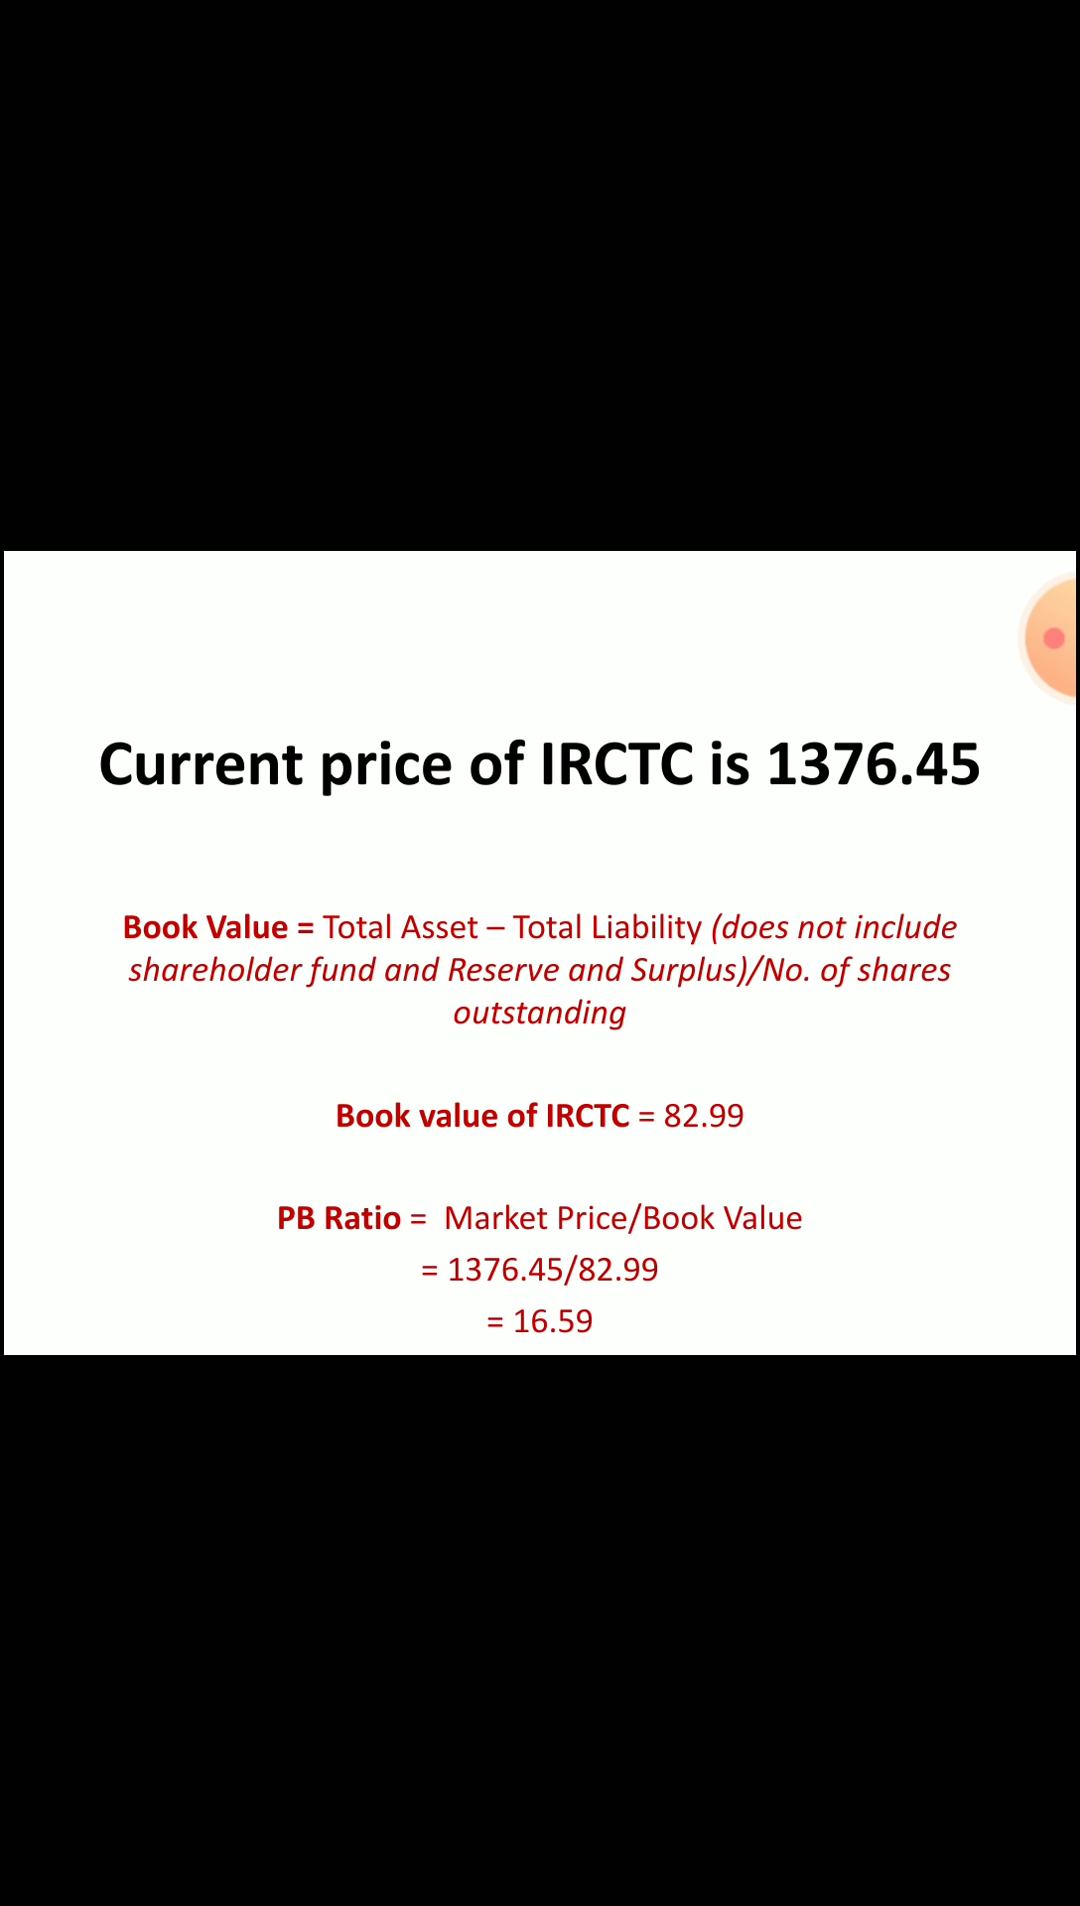 Current price of IRCTC is 1376.45
Book Value = Total Asset – Total Liability (does not include
shareholder fund and Reserve and Surplus)/No. of shares
outstanding
Book value of IRCTC = 82.99
PB Ratio = Market Price/Book Value
= 1376.45/82.99
= 16.59